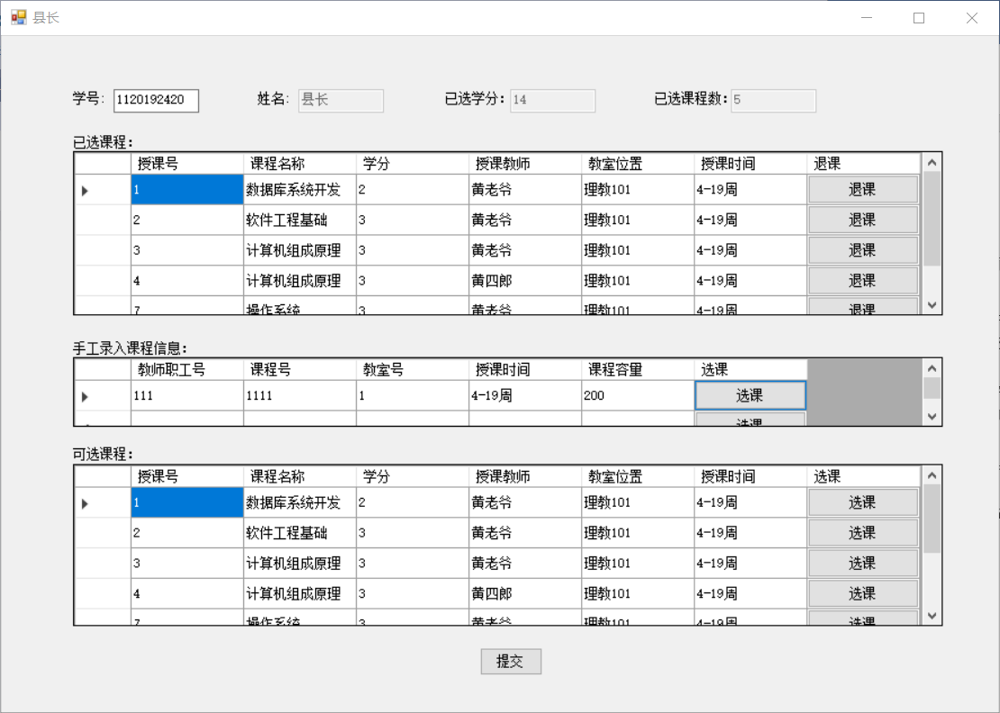 县长
学号: 1120192420 姓名: 县长 已选学分: 14 已选课程数: 5
已选课程:
授课号 课程名称 学分 授课教师 教室位置 授课时间 退课
1 数据库系统开发 2 黄老爷 理教101 4-19周 退课
2 软件工程基础 3 黄老爷 理教101 4-19周 退课
3 计算机组成原理 3 黄老爷 理教101 4-19周 退课
4 计算机组成原理 3 黄四郎 理教101 4-19周 退课
7 操作系统 3 黄老爷 理教101 4-19周 退课
手工录入课程信息:
教师职工号 课程号 教室号 授课时间 课程容量 选课
111 1111 1 4-19周 200 选课
选课
可选课程:
授课号 课程名称 学分 授课教师 教室位置 授课时间 选课
1 数据库系统开发 2 黄老爷 理教101 4-19周 选课
2 软件工程基础 3 黄老爷 理教101 4-19周 选课
3 计算机组成原理 3 黄老爷 理教101 4-19周 选课
4 计算机组成原理 3 黄四郎 理教101 4-19周 选课
7 操作系统 3 黄老爷 理教101 4-19周 选课
提交